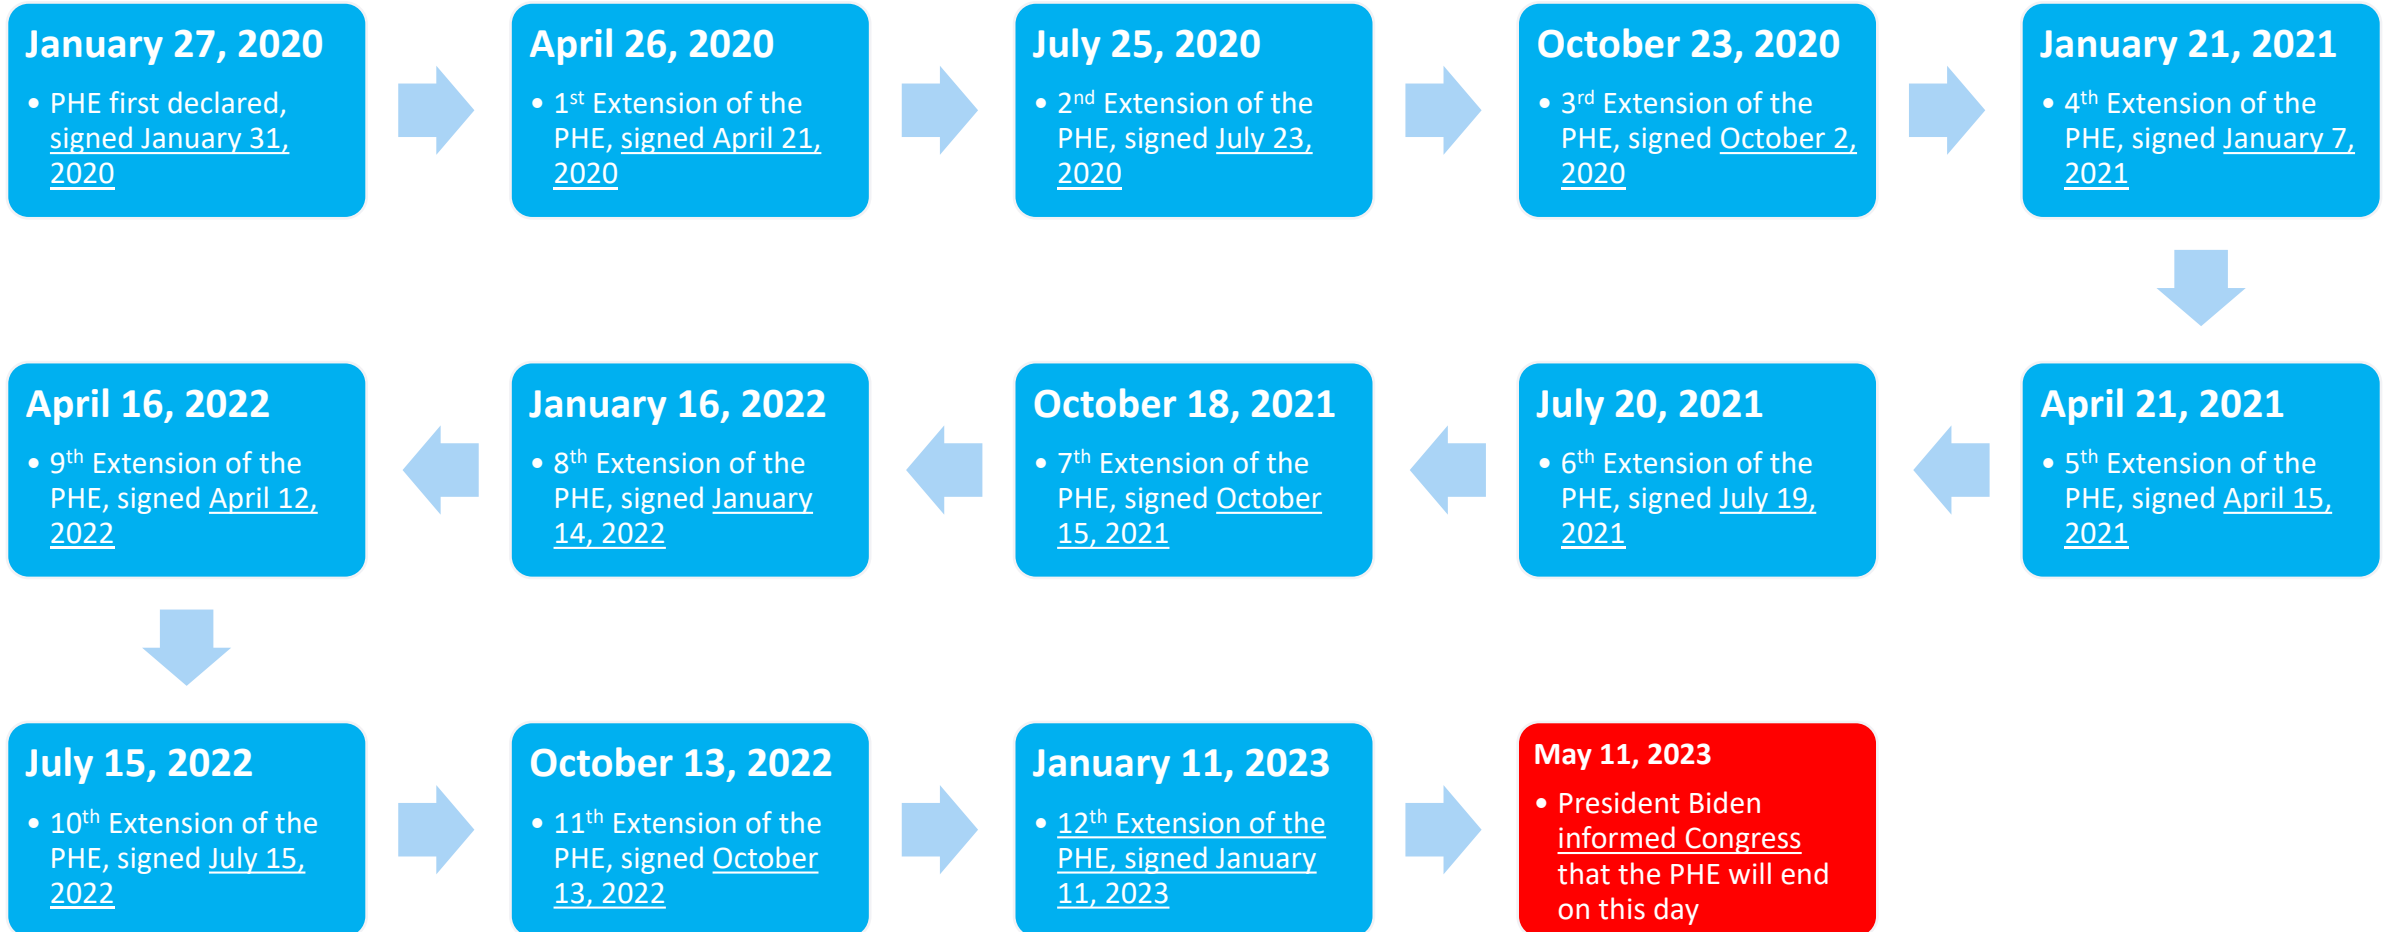 January 27, 2020
• PHE first declared,
signed January 31,
2020
April 26, 2020
• 1st Extension of the
PHE, signed April 21,
2020
July 25, 2020
• 2nd Extension of the
PHE, signed July 23,
2020
October 23, 2020
• 3rd Extension of the
PHE, signed October 2,
2020
January 21, 2021
• 4th Extension of the
PHE, signed January 7,
2021
April 21, 2021
• 5th Extension of the
PHE, signed April 15,
2021
July 20, 2021
• 6th Extension of the
PHE, signed July 19,
2021
October 18, 2021
• 7th Extension of the
PHE, signed October
15, 2021
January 16, 2022
• 8th Extension of the
PHE, signed January
14, 2022
April 16, 2022
• 9th Extension of the
PHE, signed April 12,
2022
July 15, 2022
• 10th Extension of the
PHE, signed July 15,
2022
October 13, 2022
• 11th Extension of the
PHE, signed October
13, 2022
January 11, 2023
• 12th Extension of the
PHE, signed January
11, 2023
May 11, 2023
• President Biden
informed Congress
that the PHE will end
on this day